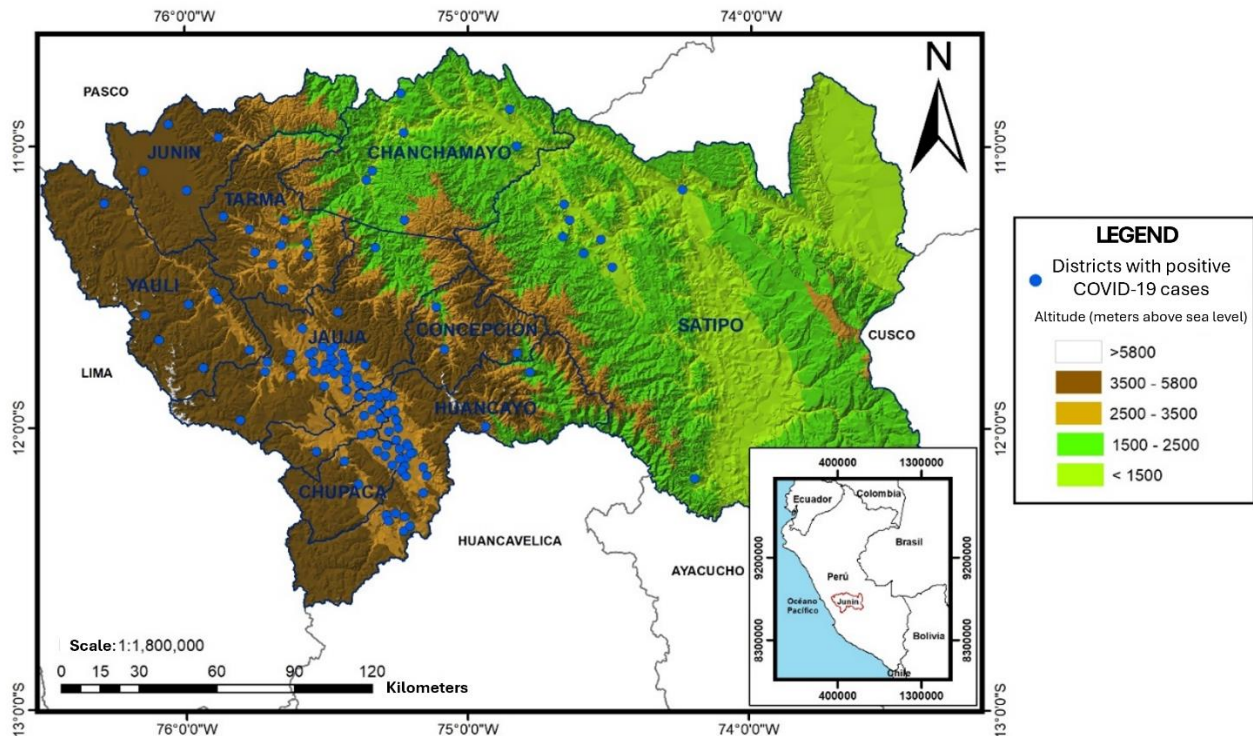 76°0'0"W
75°0'0"W
74°0'0"W
N
PASCO
11°0'0"S
JUNIN
CHANCHAMAYO
11°0'0"S
TARMA
YAULI
JAUJA
CONCEPCIÓN
SATIPO
CUSCO
LIMA
HUANCAYO
12°0'0"S
12°0'0"S
CHUPACA
HUANCAVELICA
AYACUCHO
Scale: 1:1,800,000
0 15 30 60 90 120
Kilometers
13°0'0"S
13°0'0"S
76°0'0"W
75°0'0"W
74°0'0"W
LEGEND
Districts with positive
COVID-19 cases
Altitude (meters above sea level)
>5800
3500 - 5800
2500 - 3500
1500 - 2500
< 1500
400000
1300000
Ecuador
Colombia
9200000
9200000
Brasil
Perú
Océano
Pacífico
Junín
Bolivia
8300000
8300000
Chile
400000
1300000